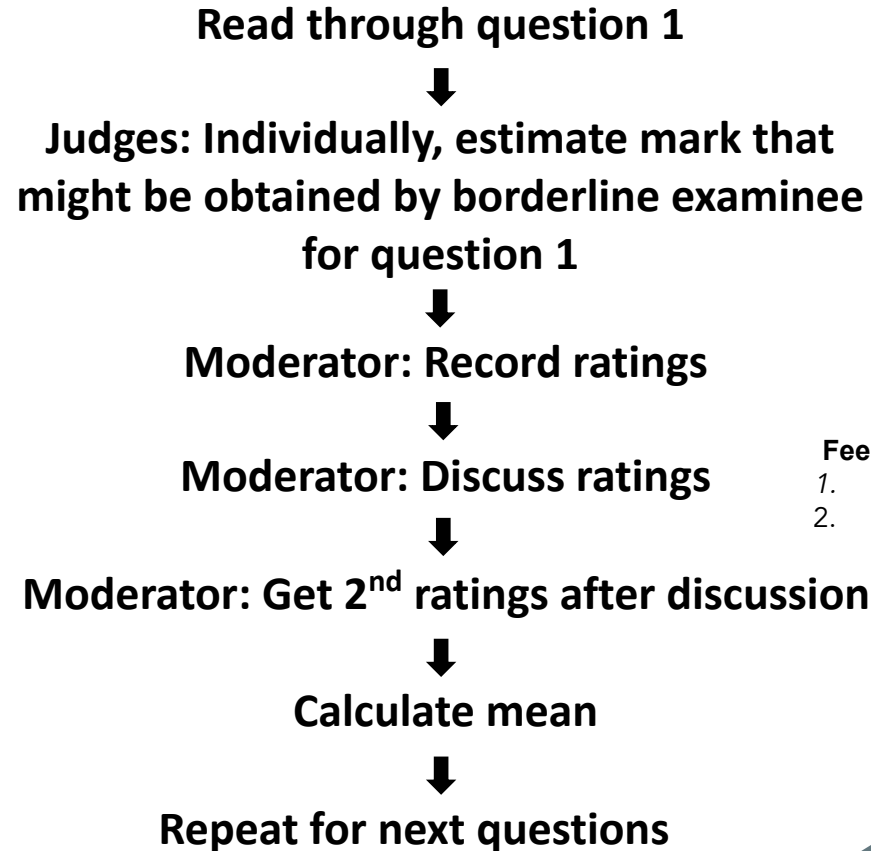 Read through question 1
Judges: Individually, estimate mark that
might be obtained by borderline examinee
for question 1
Moderator: Record ratings
Moderator: Discuss ratings
Fee
1.
2.
Moderator: Get 2nd ratings after discussion
Calculate mean
Repeat for next questions